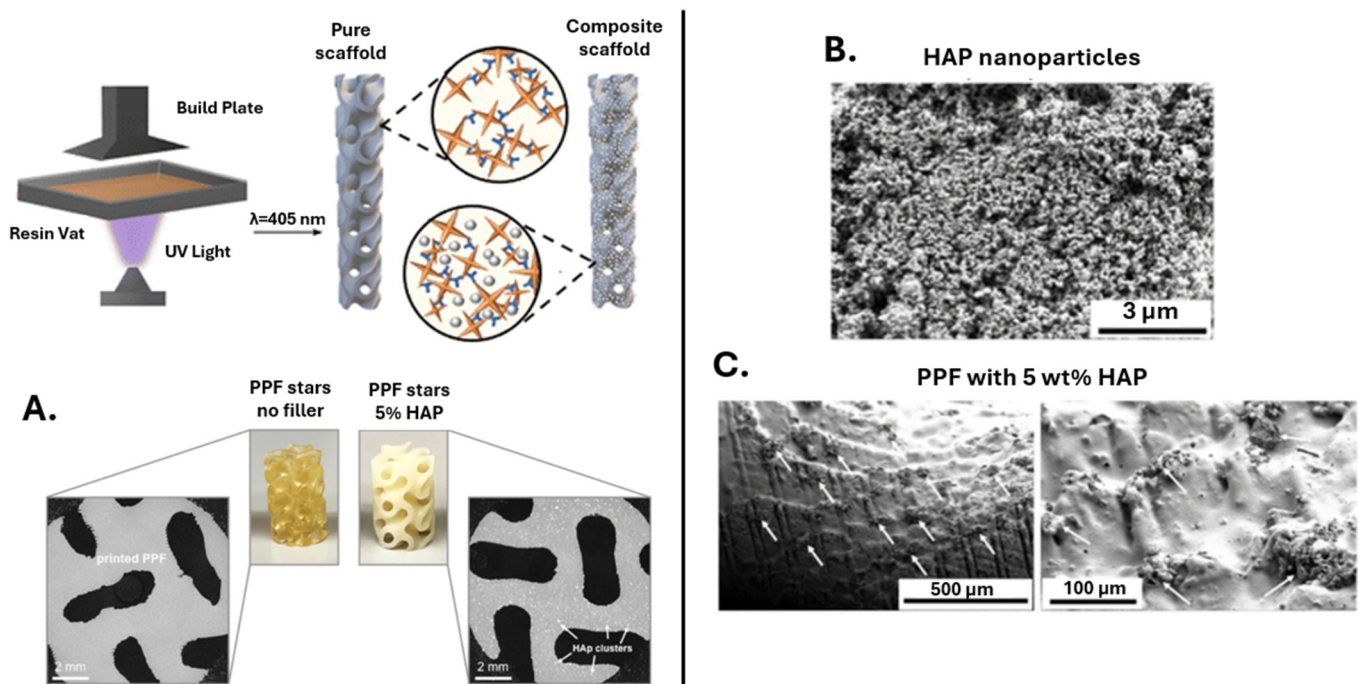 Pure
scaffold
Composite
scaffold
Build Plate
λ=405 nm
Resin Vat
UV Light
A.
PPF stars
no filler
PPF stars
5% HAP
printed PPF
2 mm
HAp clusters
2 mm
B.
HAP nanoparticles
3 µm
C.
PPF with 5 wt% HAP
500 µm
100 µm